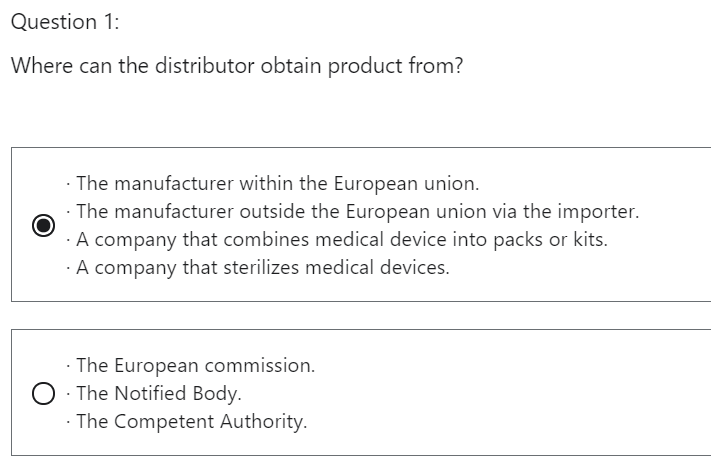 Question 1:
Where can the distributor obtain product from?
· The manufacturer within the European union.
· The manufacturer outside the European union via the importer.
· A company that combines medical device into packs or kits.
· A company that sterilizes medical devices.
· The European commission.
· The Notified Body.
· The Competent Authority.